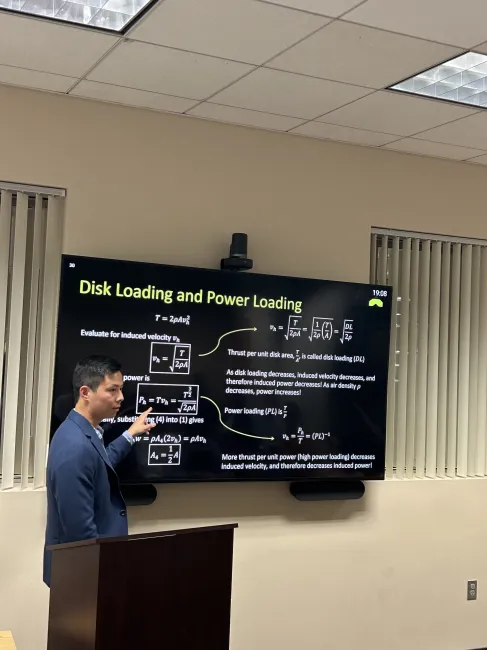 30
19:08
Disk Loading and Power Loading
T = 2ρAv_h²
Evaluate for induced velocity v_h
v_h = √(T/2ρA)
power is
P_h = Tv_h = T^(3/2)/√(2ρA)
substituting (4) into (1) gives
w = ρA₄(2v_h) = ρAv_h
A₄ = ½A
v_h = √(T/2ρA) = √(1/2ρ (T/A)) = √(DL/2ρ)
Thrust per unit disk area, T/A, is called disk loading (DL)
As disk loading decreases, induced velocity decreases, and
therefore induced power decreases! As air density ρ
decreases, power increases!
Power loading (PL) is T/P
v_h = P_h/T = (PL)⁻¹
More thrust per unit power (high power loading) decreases
induced velocity, and therefore decreases induced power!